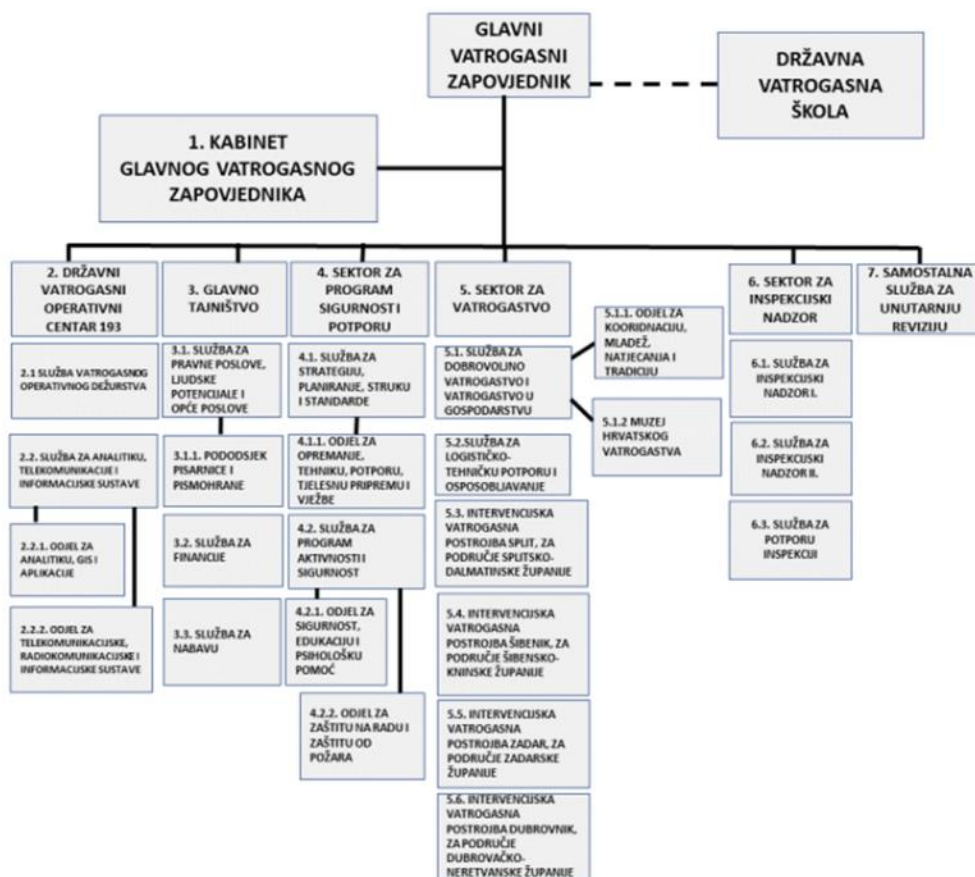 GLAVNI
VATROGASNI
ZAPOVJEDNIK
DRŽAVNA
VATROGASNA
ŠKOLA
1. KABINET
GLAVNOG VATROGASNOG
ZAPOVJEDNIKA
2. DRŽAVNI
VATROGASNI
OPERATIVNI
CENTAR 193
2.1 SLUŽBA VATROGASNOG
OPERATIVNOG DEŽURSTVA
2.2. SLUŽBA ZA ANALITIKU,
TELEKOMUNIKACIJE I
INFORMACIJSKE SUSTAVE
2.2.1. ODJEL ZA
ANALITIKU, GIS I
APLIKACIJE
2.2.2. ODJEL ZA
TELEKOMUNIKACIJSKE,
RADIOKOMUNIKACIJSKE I
INFORMACIJSKE SUSTAVE
3. GLAVNO
TAJNIŠTVO
3.1. SLUŽBA ZA
PRAVNE POSLOVE,
LJUDSKE
POTENCIJALE I
OPĆE POSLOVE
3.1.1. PODODSJEK
PISARNICE I
PISMOHRANE
3.2. SLUŽBA ZA
FINANCIJE
3.3. SLUŽBA ZA
NABAVU
4. SEKTOR ZA
PROGRAM
SIGURNOST I
POTPORU
4.1. SLUŽBA ZA
STRATEGIJU,
PLANIRANJE, STRUKU
I STANDARDE
4.1.1. ODJEL ZA
OPREMANJE,
TEHNIKU, POTPORU,
TJELESNU PRIPREMU I
VJEŽBE
4.2. SLUŽBA ZA
PROGRAM
AKTIVNOSTI I
SIGURNOST
4.2.1. ODJEL ZA
SIGURNOST,
EDUKACIJU I
PSIHOLOŠKU
POMOĆ
4.2.2. ODJEL ZA
ZAŠTITU NA RADU I
ZAŠTITU OD
POŽARA
5. SEKTOR ZA
VATROGASTVO
5.1. SLUŽBA ZA
DOBROVOLJNO
VATROGASTVO I
VATROGASTVO U
GOSPODARSTVU
5.1.1. ODJEL ZA
KOORIDNACIJU,
MLADEŽ,
NATJECANJA I
TRADICIJU
5.1.2 MUZEJ
HRVATSKOG
VATROGASTVA
5.2.SLUŽBA ZA
LOGISTIČKO-
TEHNIČKU POTPORU I
OSPOSOBLJAVANJE
5.3. INTERVENCIJSKA
VATROGASNA
POSTROJBA SPLIT, ZA
PODRUČJE SPLITSKO-
DALMATINSKE ŽUPANIJE
5.4. INTERVENCIJSKA
VATROGASNA
POSTROJBA ŠIBENIK, ZA
PODRUČJE ŠIBENSKO-
KNINSKE ŽUPANIJE
5.5. INTERVENCIJSKA
VATROGASNA
POSTROJBA ZADAR, ZA
PODRUČJE ZADARSKE
ŽUPANIJE
5.6. INTERVENCIJSKA
VATROGASNA
POSTROJBA DUBROVNIK,
ZA PODRUČJE
DUBROVAČKO-
NERETVANSKE ŽUPANIJE
6. SEKTOR ZA
INSPEKCIJSKI
NADZOR
6.1. SLUŽBA ZA
INSPEKCIJSKI
NADZOR I.
6.2. SLUŽBA ZA
INSPEKCIJSKI
NADZOR II.
6.3. SLUŽBA ZA
POTPORU
INSPEKCIJI
7. SAMOSTALNA
SLUŽBA ZA
UNUTARNJU
REVIZIJU